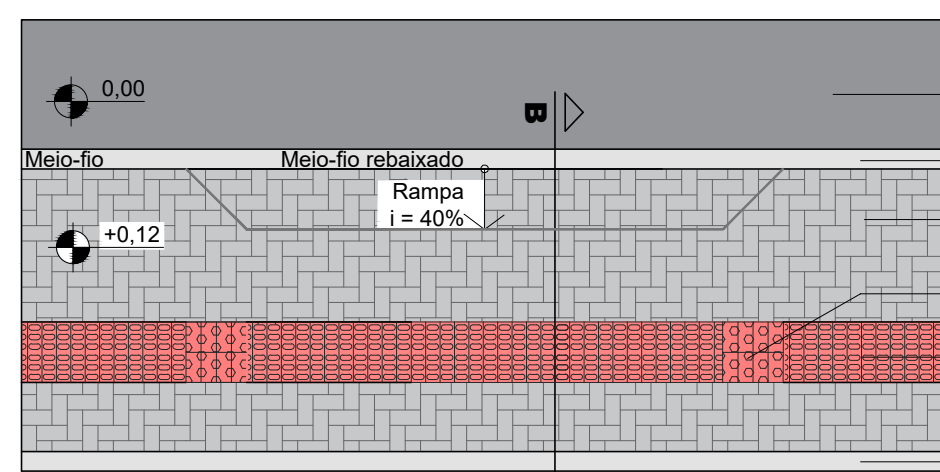 0,00
B
Meio-fio
Meio-fio rebaixado
Rampa
i = 40%
+0,12